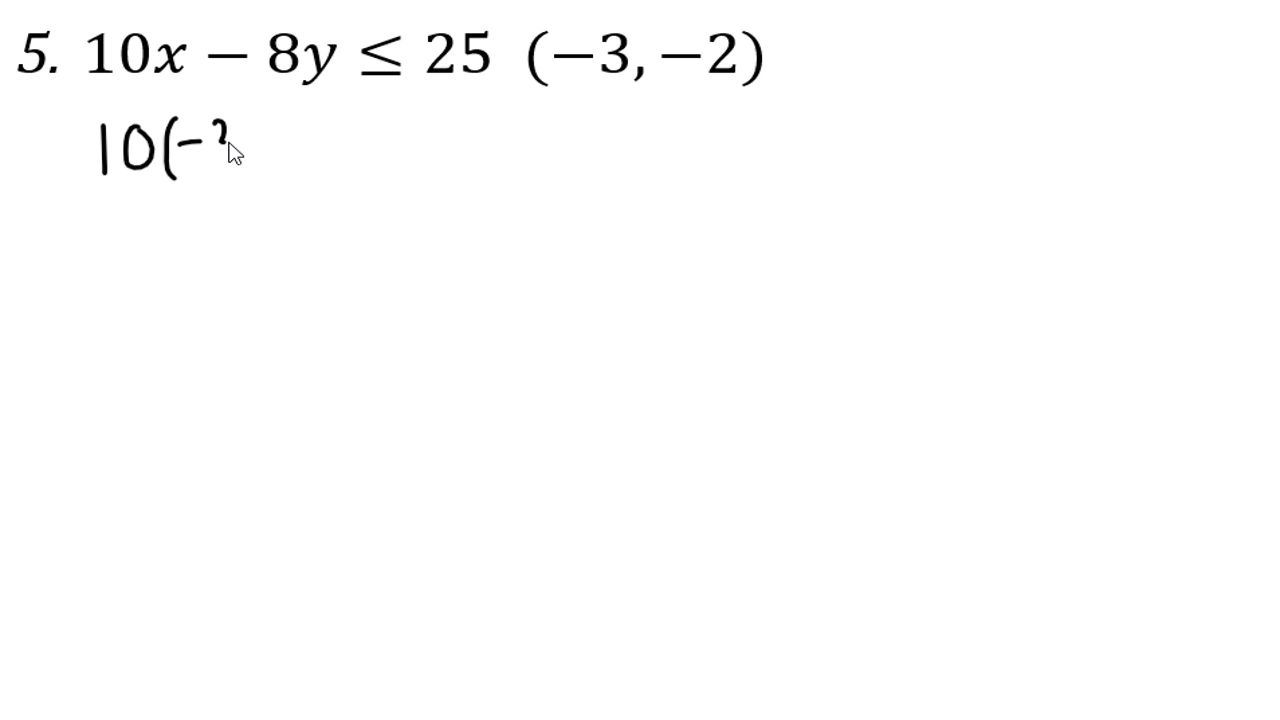 5. 10x − 8y ≤ 25 (−3, −2)
10(-